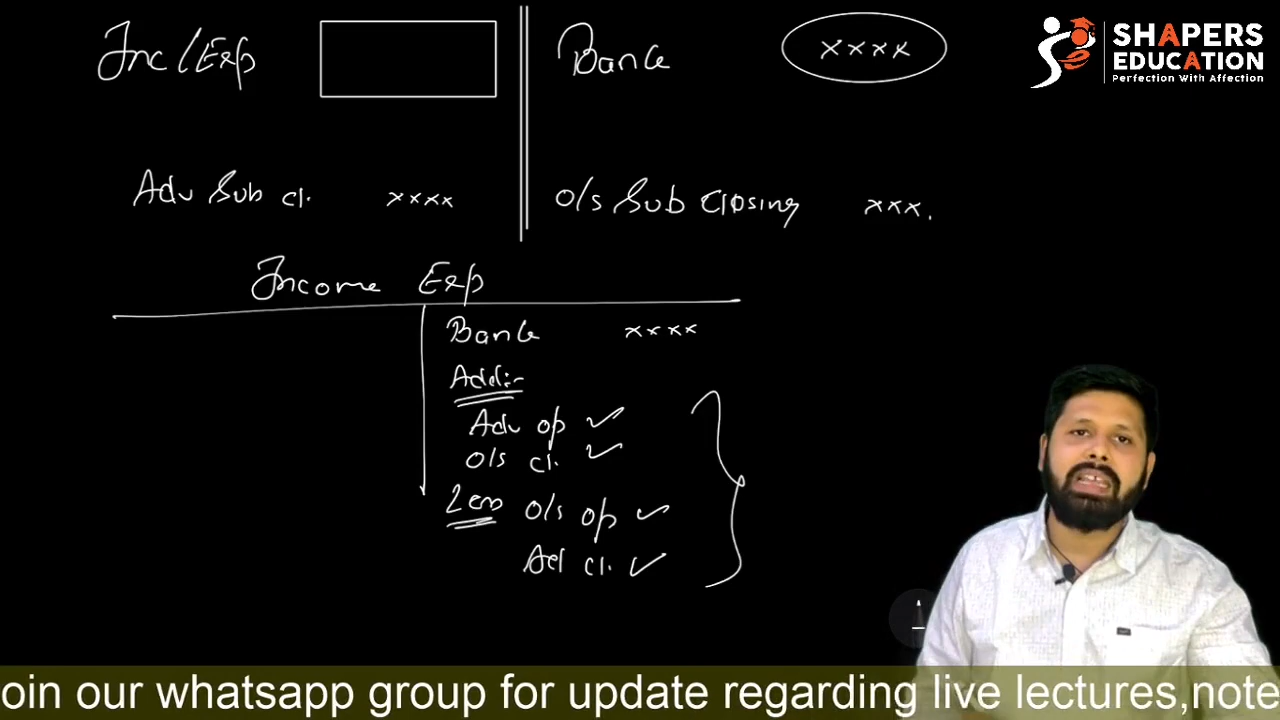 Inc/Exp
Bank xxxx
SHAPERS
EDUCATION
Perfection With Affection
Adv Sub cl. xxxx
O/s Sub closing xxx.
Income Exp
Bank xxxx
Add:-
Adv op ✓
O/s cl. ✓
Less O/s op ✓
Ad cl. ✓
oin our whatsapp group for update regarding live lectures,note